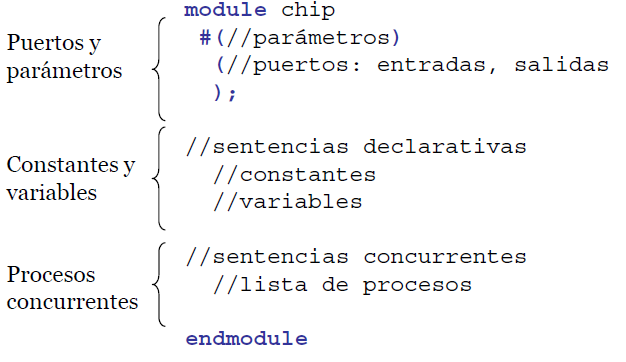 module chip
Puertos y
parámetros
#(//parámetros)
(//puertos: entradas, salidas
);
Constantes y
variables
//sentencias declarativas
//constantes
//variables
Procesos
concurrentes
//sentencias concurrentes
//lista de procesos
endmodule